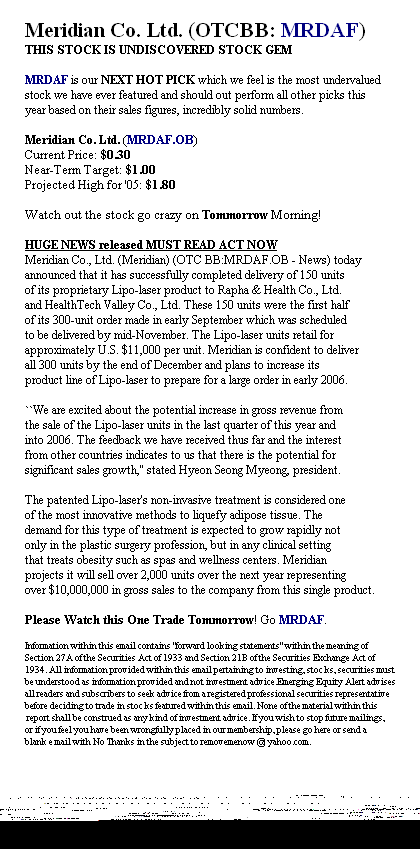 Meridian Co. Ltd. (OTCBB: MRDAF)
THIS STOCK IS UNDISCOVERED STOCK GEM
MRDAF is our NEXT HOT PICK which we feel is the most undervalued
stock we have ever featured and should out perform all other picks this
year based on their sales figures, incredibly solid numbers.
Meridian Co. Ltd. (MRDAF.OB)
Current Price: $0.30
Near-Term Target: $1.00
Projected High for '05: $1.80
Watch out the stock go crazy on Tommorrow Morning!
HUGE NEWS released MUST READ ACT NOW
Meridian Co., Ltd. (Meridian) (OTC BB:MRDAF.OB - News) today
announced that it has successfully completed delivery of 150 units
of its proprietary Lipo-laser product to Rapha & Health Co., Ltd.
and HealthTech Valley Co., Ltd. These 150 units were the first half
of its 300-unit order made in early September which was scheduled
to be delivered by mid-November. The Lipo-laser units retail for
approximately U.S. $11,000 per unit. Meridian is confident to deliver
all 300 units by the end of December and plans to increase its
product line of Lipo-laser to prepare for a large order in early 2006.
``We are excited about the potential increase in gross revenue from
the sale of the Lipo-laser units in the last quarter of this year and
into 2006. The feedback we have received thus far and the interest
from other countries indicates to us that there is the potential for
significant sales growth,'' stated Hyeon Seong Myeong, president.
The patented Lipo-laser's non-invasive treatment is considered one
of the most innovative methods to liquefy adipose tissue. The
demand for this type of treatment is expected to grow rapidly not
only in the plastic surgery profession, but in any clinical setting
that treats obesity such as spas and wellness centers. Meridian
projects it will sell over 2,000 units over the next year representing
over $10,000,000 in gross sales to the company from this single product.
Please Watch this One Trade Tommorrow! Go MRDAF.
Information within this email contains "forward looking statements" within the meaning of
Section 27A of the Securities Act of 1933 and Section 21B of the Securities Exchange Act of
1934. All information provided within this email pertaining to investing, stocks, securities must
be understood as information provided and not investment advice. Emerging Equity Alert advises
all readers and subscribers to seek advice from a registered professional securities representative
before deciding to trade in stocks featured within this email. None of the material within this
report shall be construed as any kind of investment advice. If you wish to stop future mailings,
or if you feel you have been wrongfully placed in our membership, please go here or send a
blank e mail with No Thanks in the subject to removemenow@yahoo.com.